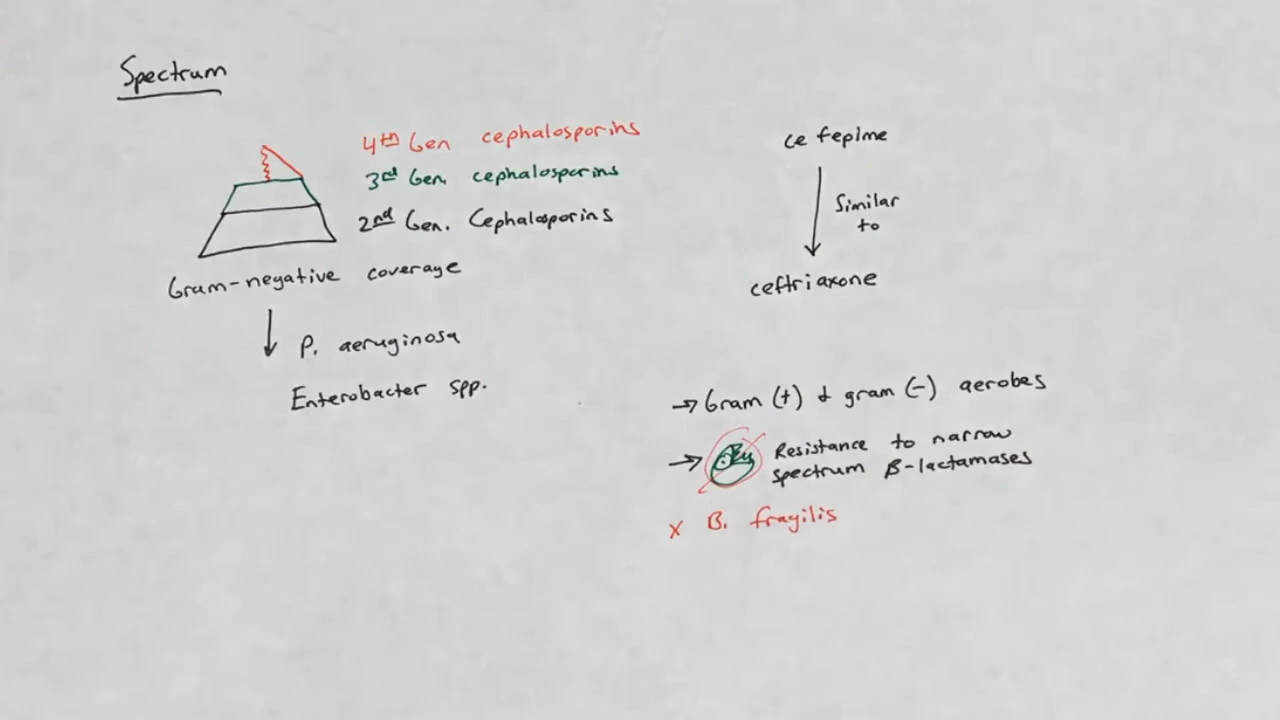 Spectrum
4th Gen cephalosporins
3rd Gen. cephalosporins
2nd Gen. Cephalosporins
Gram-negative coverage
P. aeruginosa
Enterobacter spp.
cefepime
Similar
to
ceftriaxone
→ Gram (+) & gram (-) aerobes
→ Resistance to narrow
spectrum β-lactamases
x B. fragilis